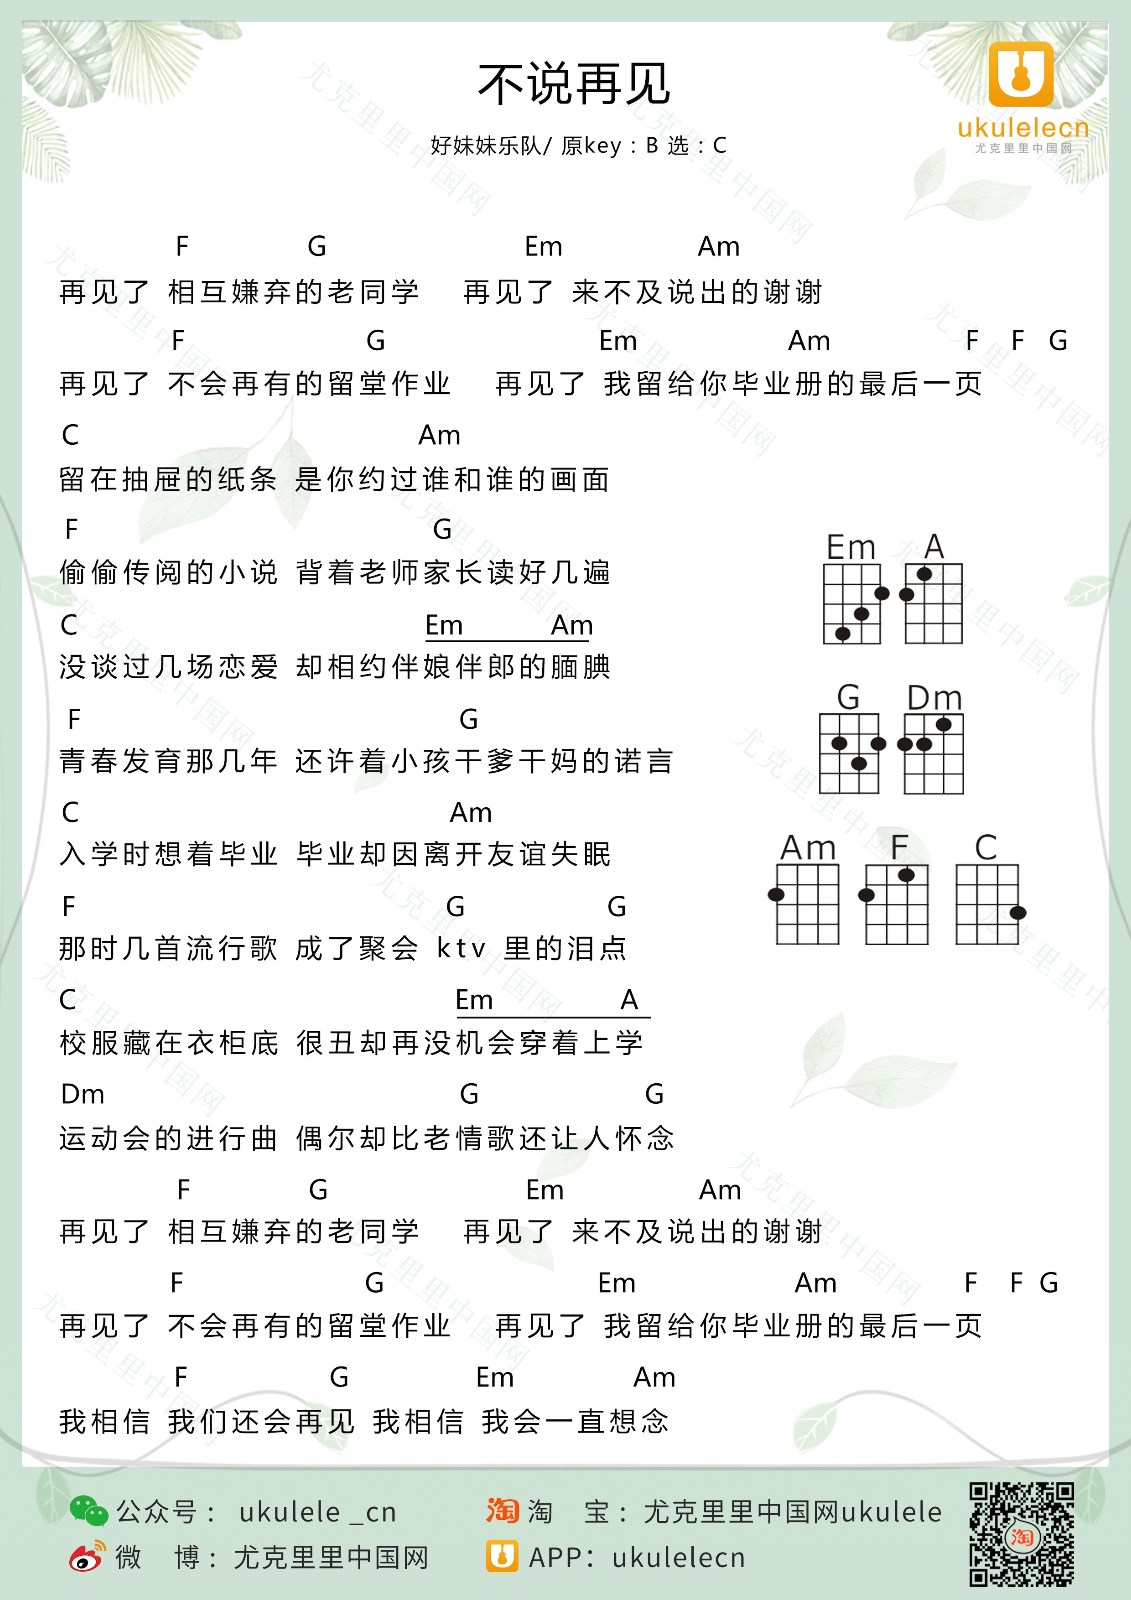 不说再见
ukulelecn
尤克里里中国网
好妹妹乐队/ 原key：B 选：C
F G Em Am
再见了 相互嫌弃的老同学 再见了 来不及说出的谢谢
F G Em Am F F G
再见了 不会再有的留堂作业 再见了 我留给你毕业册的最后一页
C Am
留在抽屉的纸条 是你约过谁和谁的画面
F G
偷偷传阅的小说 背着老师家长读好几遍
C Em Am
没谈过几场恋爱 却相约伴娘伴郎的腼腆
F G
青春发育那几年 还许着小孩干爹干妈的诺言
C Am
入学时想着毕业 毕业却因离开友谊失眠
F G G
那时几首流行歌 成了聚会 ktv 里的泪点
C Em A
校服藏在衣柜底 很丑却再没机会穿着上学
Dm G G
运动会的进行曲 偶尔却比老情歌还让人怀念
F G Em Am
再见了 相互嫌弃的老同学 再见了 来不及说出的谢谢
F G Em Am F F G
再见了 不会再有的留堂作业 再见了 我留给你毕业册的最后一页
F G Em Am
我相信 我们还会再见 我相信 我会一直想念
Em A
G Dm
Am F C
公众号： ukulele _cn
淘 淘 宝：尤克里里中国网ukulele
微 博：尤克里里中国网
APP：ukulelecn
淘